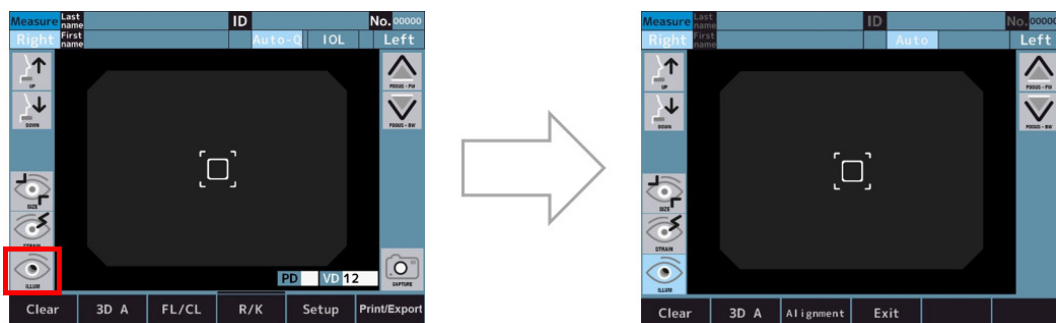 Measure Last name ID No. 00000
Right First name Auto-Q IOL Left
UP
FOCUS - FW
DOWN
FOCUS - BW
SIZE
STRAIN
ILLUM
PD VD 12
CAPTURE
Clear 3D A FL/CL R/K Setup Print/Export
Measure Last name ID No. 00000
Right First name Auto Left
UP
FOCUS - FW
DOWN
FOCUS - BW
SIZE
STRAIN
ILLUM
Clear 3D A Alignment Exit